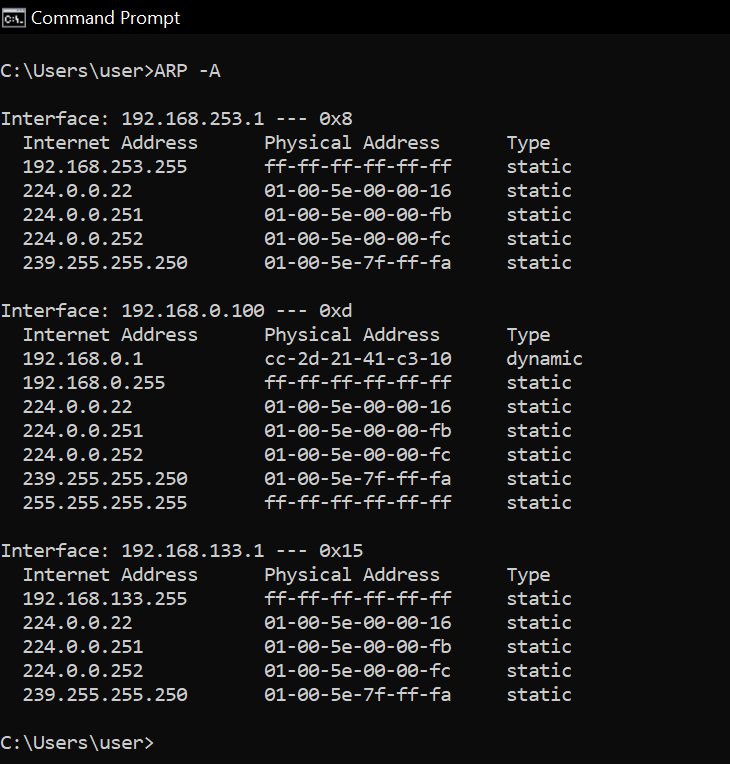 Command Prompt
C:\Users\user>ARP -A
Interface: 192.168.253.1 --- 0x8
  Internet Address      Physical Address      Type
  192.168.253.255       ff-ff-ff-ff-ff-ff     static
  224.0.0.22            01-00-5e-00-00-16     static
  224.0.0.251           01-00-5e-00-00-fb     static
  224.0.0.252           01-00-5e-00-00-fc     static
  239.255.255.250       01-00-5e-7f-ff-fa     static
Interface: 192.168.0.100 --- 0xd
  Internet Address      Physical Address      Type
  192.168.0.1           cc-2d-21-41-c3-10     dynamic
  192.168.0.255         ff-ff-ff-ff-ff-ff     static
  224.0.0.22            01-00-5e-00-00-16     static
  224.0.0.251           01-00-5e-00-00-fb     static
  224.0.0.252           01-00-5e-00-00-fc     static
  239.255.255.250       01-00-5e-7f-ff-fa     static
  255.255.255.255       ff-ff-ff-ff-ff-ff     static
Interface: 192.168.133.1 --- 0x15
  Internet Address      Physical Address      Type
  192.168.133.255       ff-ff-ff-ff-ff-ff     static
  224.0.0.22            01-00-5e-00-00-16     static
  224.0.0.251           01-00-5e-00-00-fb     static
  224.0.0.252           01-00-5e-00-00-fc     static
  239.255.255.250       01-00-5e-7f-ff-fa     static
C:\Users\user>